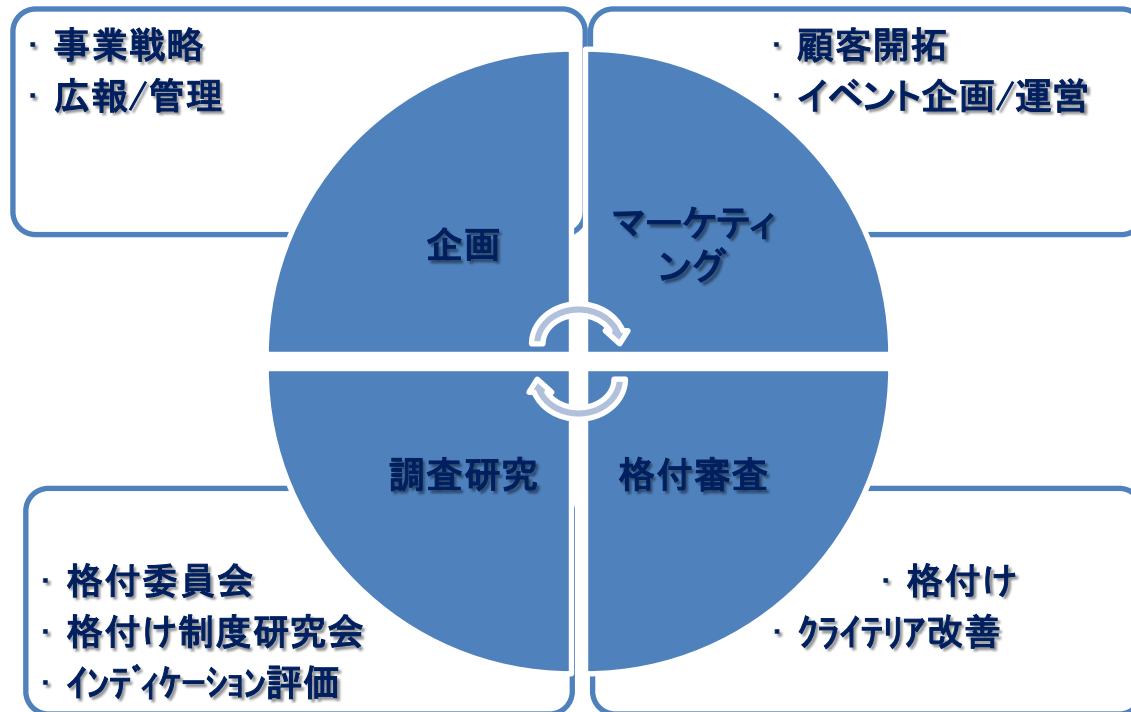 ・ 事業戦略
・ 広報/管理
・ 顧客開拓
・ イベント企画/運営
企画
マーケティ
ング
調査研究
格付審査
・ 格付委員会
・ 格付け制度研究会
・ インディケーション評価
・ 格付け
・ クライテリア改善